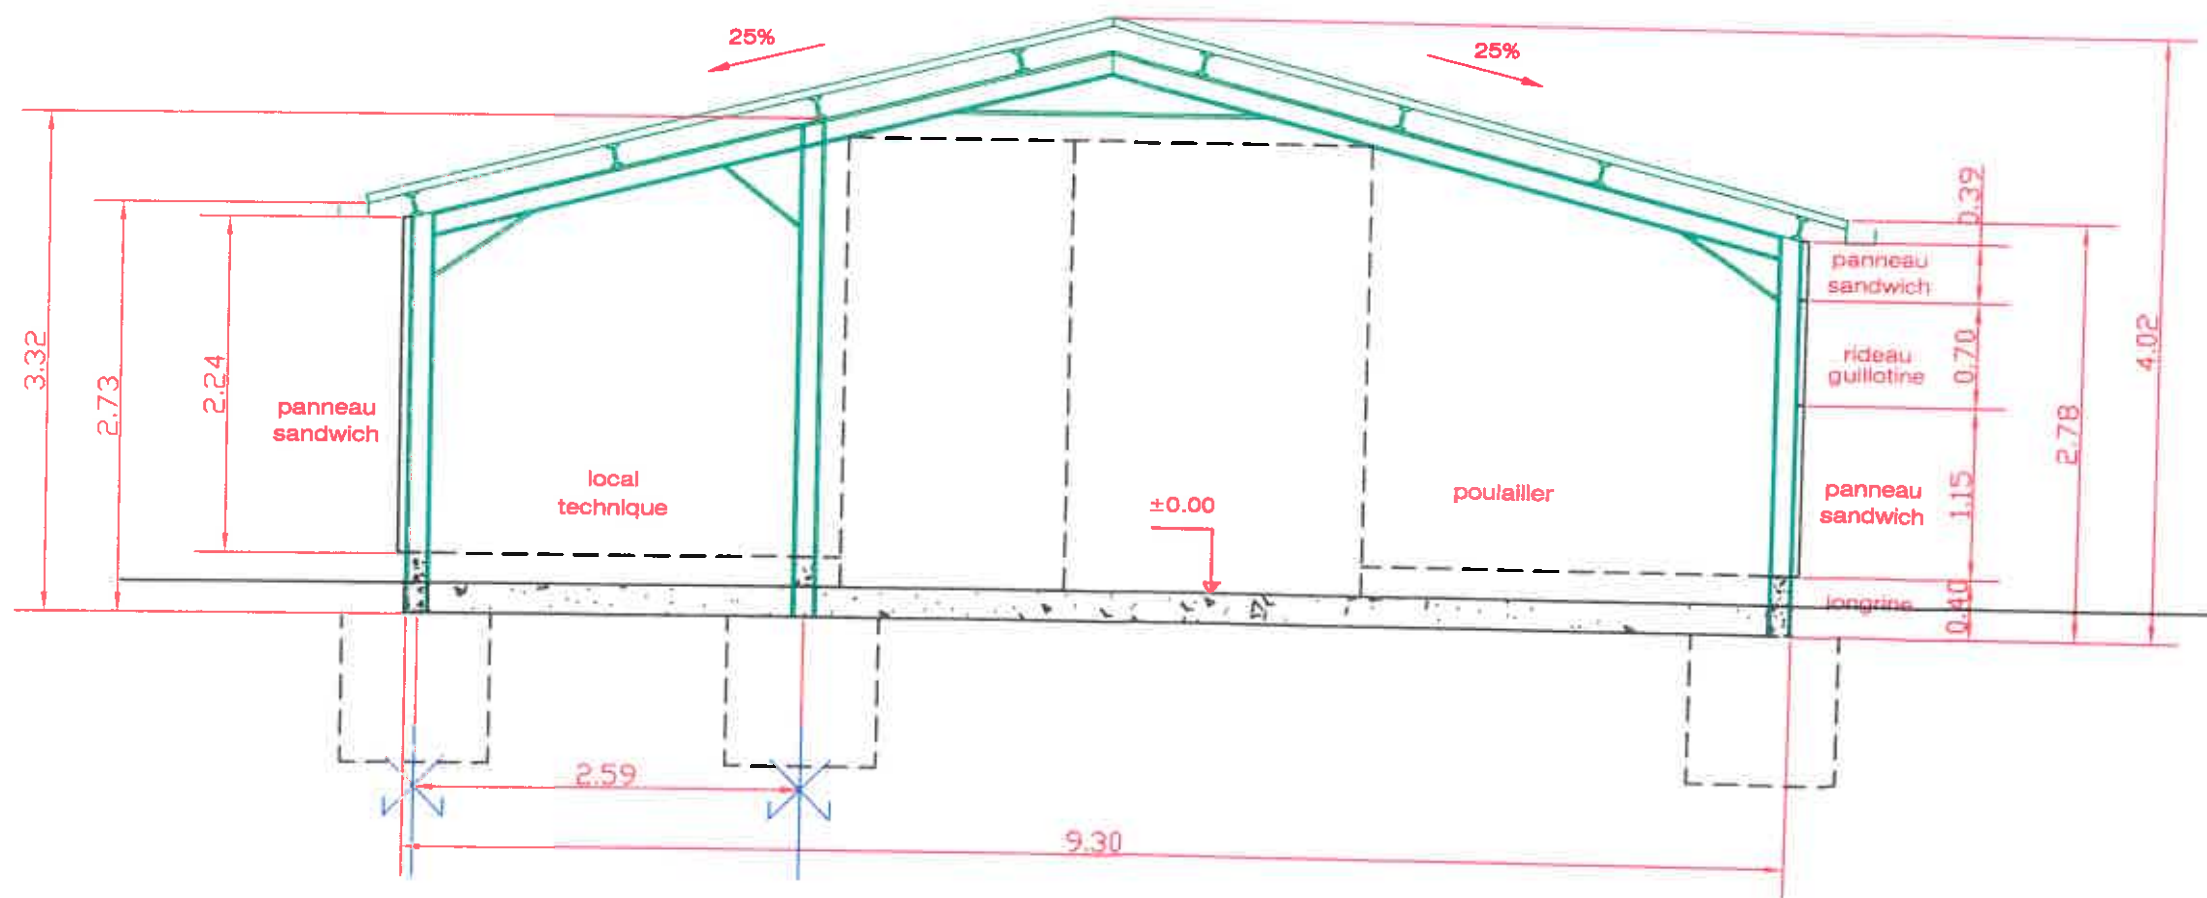 25%
25%
3.32
2.73
2.24
panneau
sandwich
local
technique
±0.00
poulailler
0.39
panneau
sandwich
rideau
guillotine
0.70
panneau
sandwich
1.15
longrine
0.40
2.78
4.02
2.59
9.30